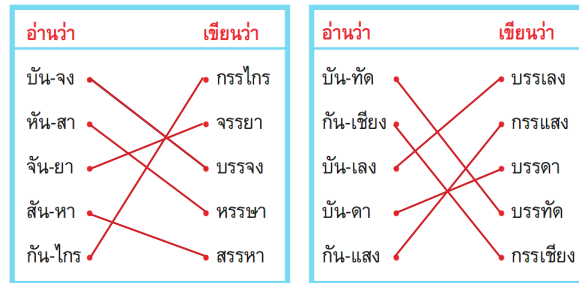 อ่านว่า เขียนว่า
บัน-จง กรรไกร
หัน-สา จรรยา
จัน-ยา บรรจง
สัน-หา หรรษา
กัน-ไกร สรรหา
อ่านว่า เขียนว่า
บัน-ทัด บรรเลง
กัน-เชียง กรรแสง
บัน-เลง บรรดา
บัน-ดา บรรทัด
กัน-แสง กรรเชียง